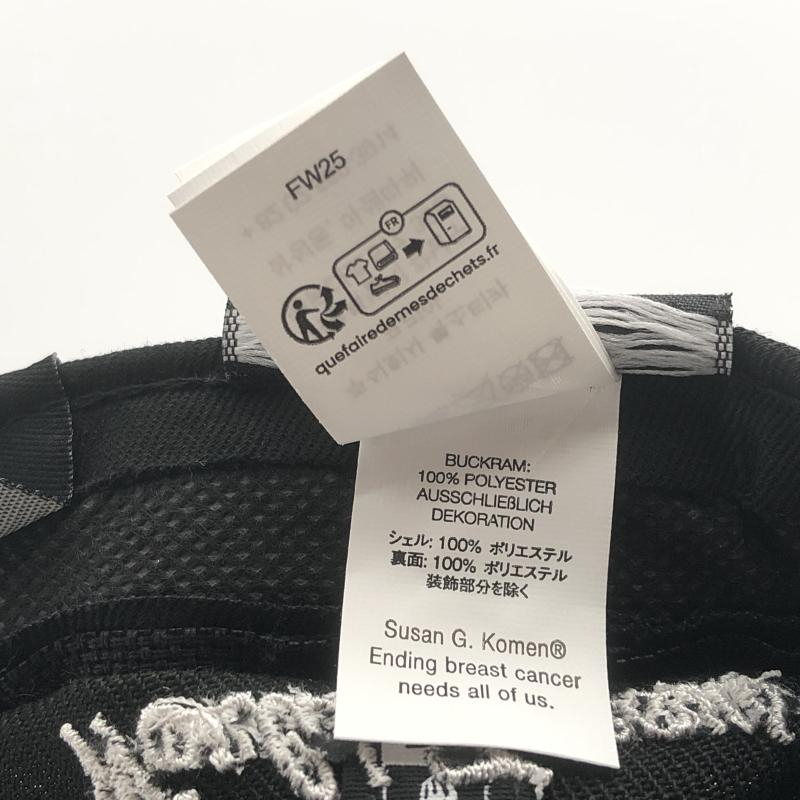 FW25
FR
quefairedemesdechets.fr
BUCKRAM:
100% POLYESTER
AUSSCHLIEßLICH
DEKORATION
シェル: 100% ポリエステル
裏面: 100% ポリエステル
装飾部分を除く
Susan G. Komen®
Ending breast cancer
needs all of us.